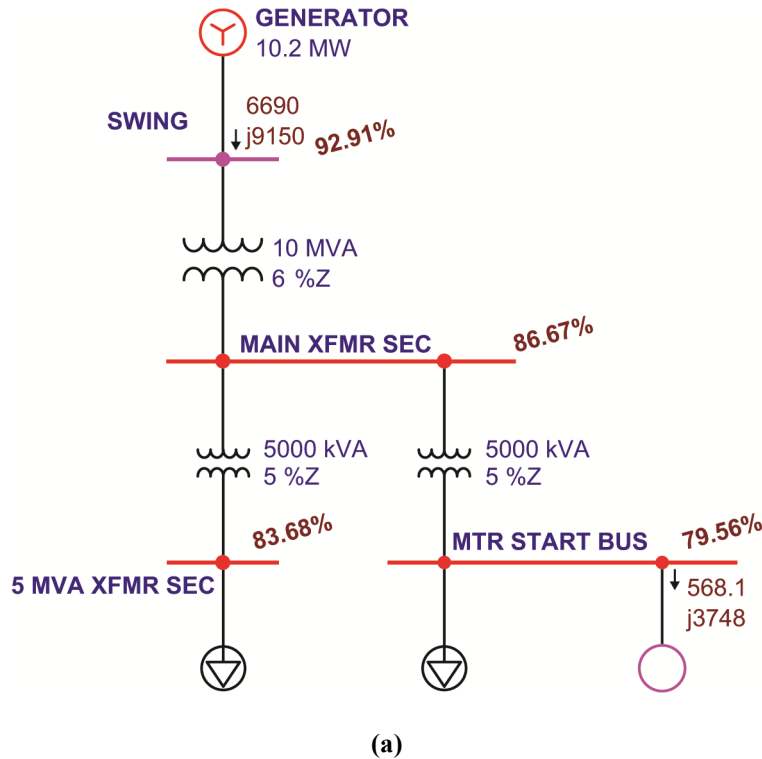 GENERATOR
10.2 MW
6690
j9150
SWING
92.91%
10 MVA
6 %Z
MAIN XFMR SEC
86.67%
5000 kVA
5 %Z
5000 kVA
5 %Z
83.68%
MTR START BUS
79.56%
5 MVA XFMR SEC
568.1
j3748
(a)